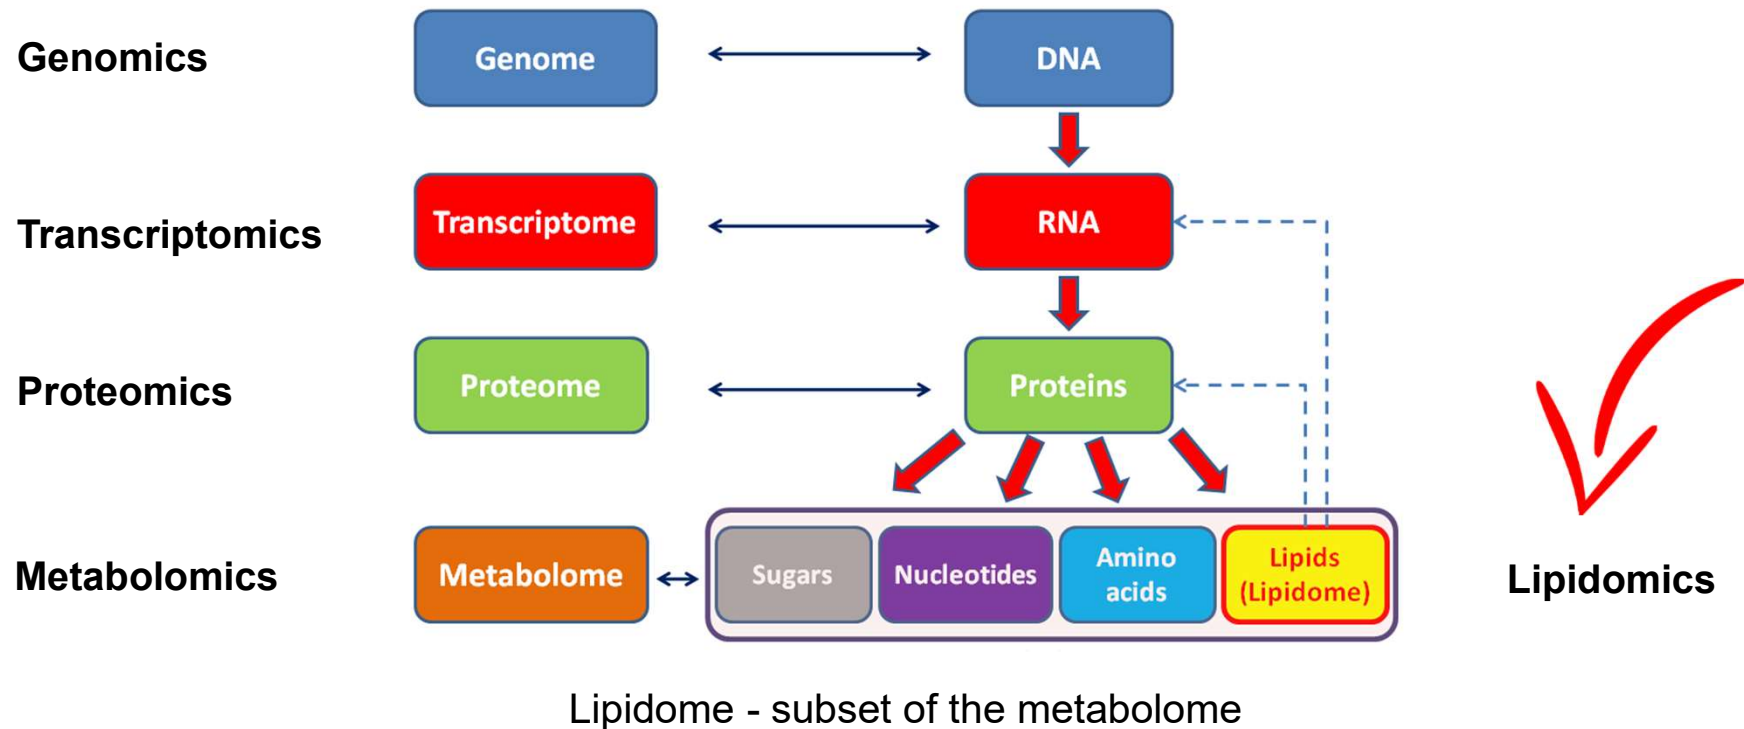 Genomics
Genome
DNA
Transcriptomics
Transcriptome
RNA
Proteomics
Proteome
Proteins
Metabolomics
Metabolome
Sugars
Nucleotides
Amino
acids
Lipids
(Lipidome)
Lipidomics
Lipidome - subset of the metabolome